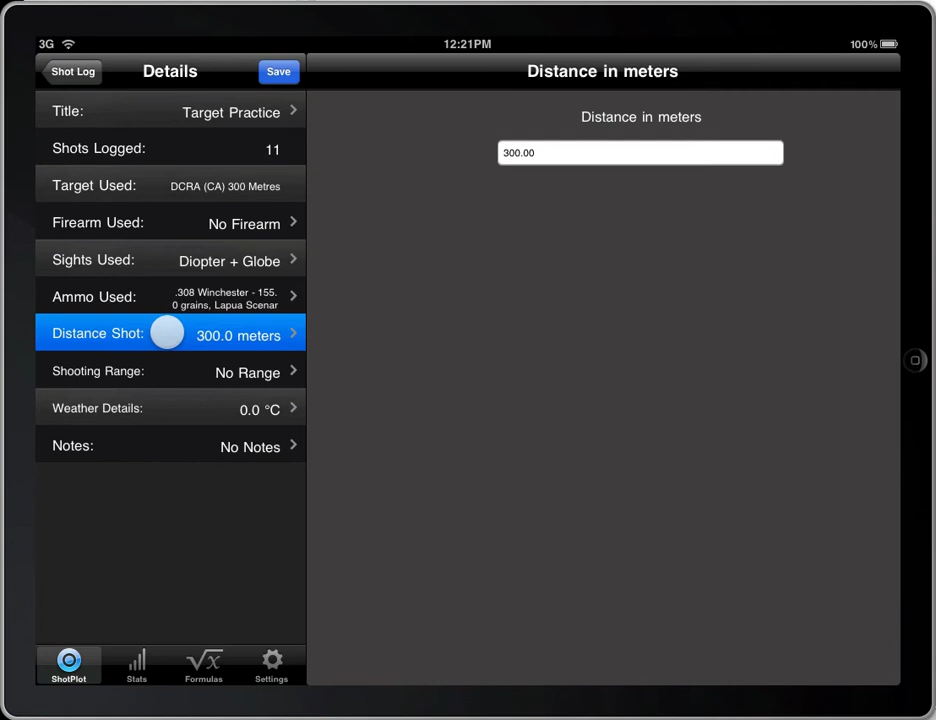 3G 12:21PM 100%
Shot Log Details Save Distance in meters
Title: Target Practice
Shots Logged: 11
Target Used: DCRA (CA) 300 Metres
Firearm Used: No Firearm
Sights Used: Diopter + Globe
Ammo Used: .308 Winchester - 155.
0 grains, Lapua Scenar
Distance Shot: 300.0 meters
Shooting Range: No Range
Weather Details: 0.0 °C
Notes: No Notes
Distance in meters
300.00
ShotPlot Stats Formulas Settings
√x